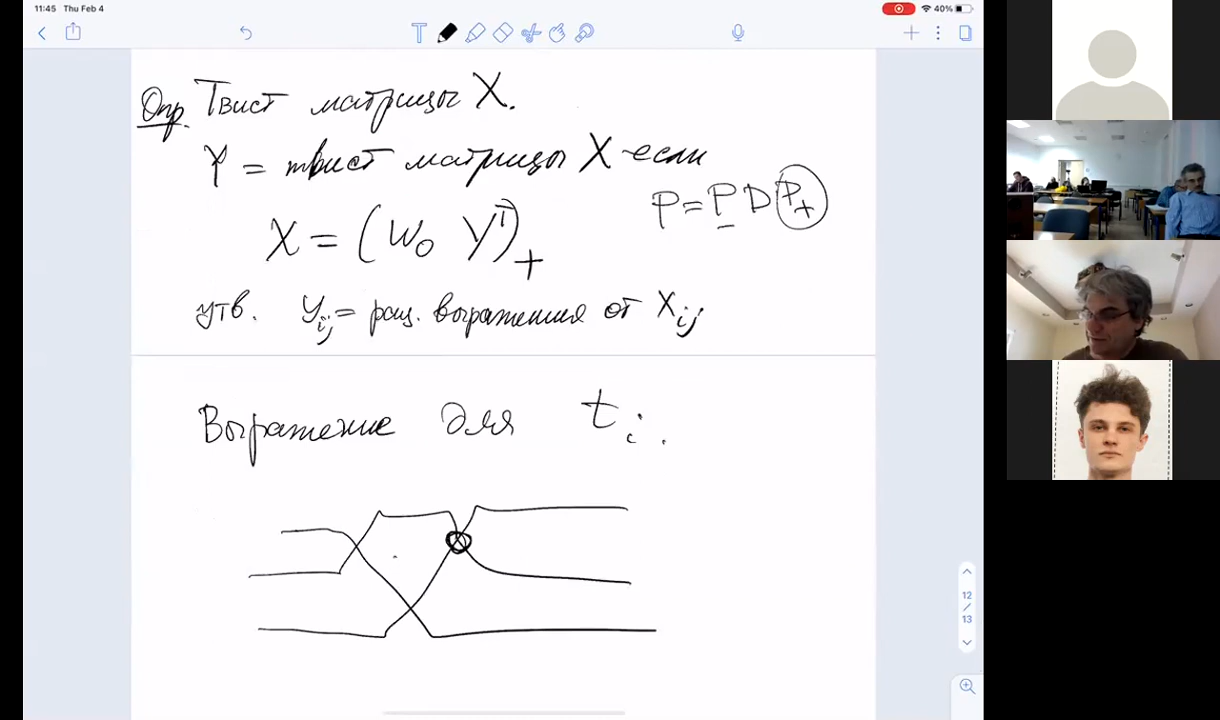 11:45 Thu Feb 4
40%
Опр. Твист матрицы X.
Y = твист матрицы X если
P = P_ D P₊
X = (W₀ Yᵀ)₊
утв. Yᵢⱼ = рац. выражения от Xᵢⱼ
Выражение для tᵢ.
12
/
13